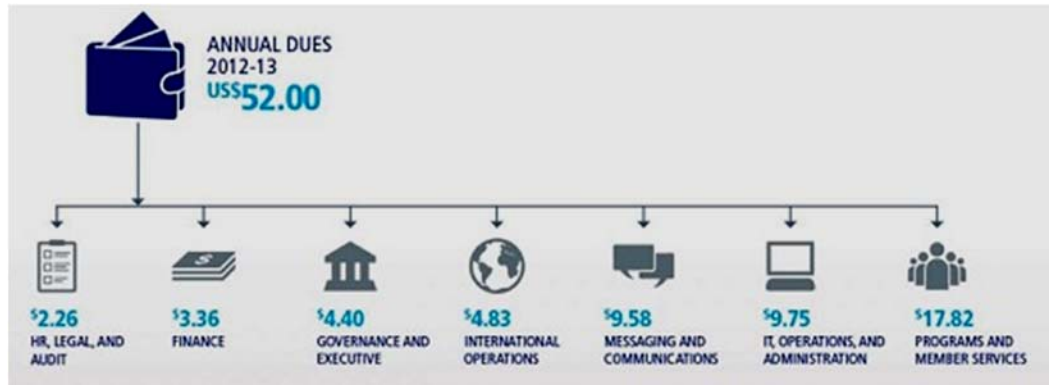 ANNUAL DUES
2012-13
US$52.00
$
$2.26
HR, LEGAL, AND
AUDIT
$3.36
FINANCE
$4.40
GOVERNANCE AND
EXECUTIVE
$4.83
INTERNATIONAL
OPERATIONS
$9.58
MESSAGING AND
COMMUNICATIONS
$9.75
IT, OPERATIONS, AND
ADMINISTRATION
$17.82
PROGRAMS AND
MEMBER SERVICES